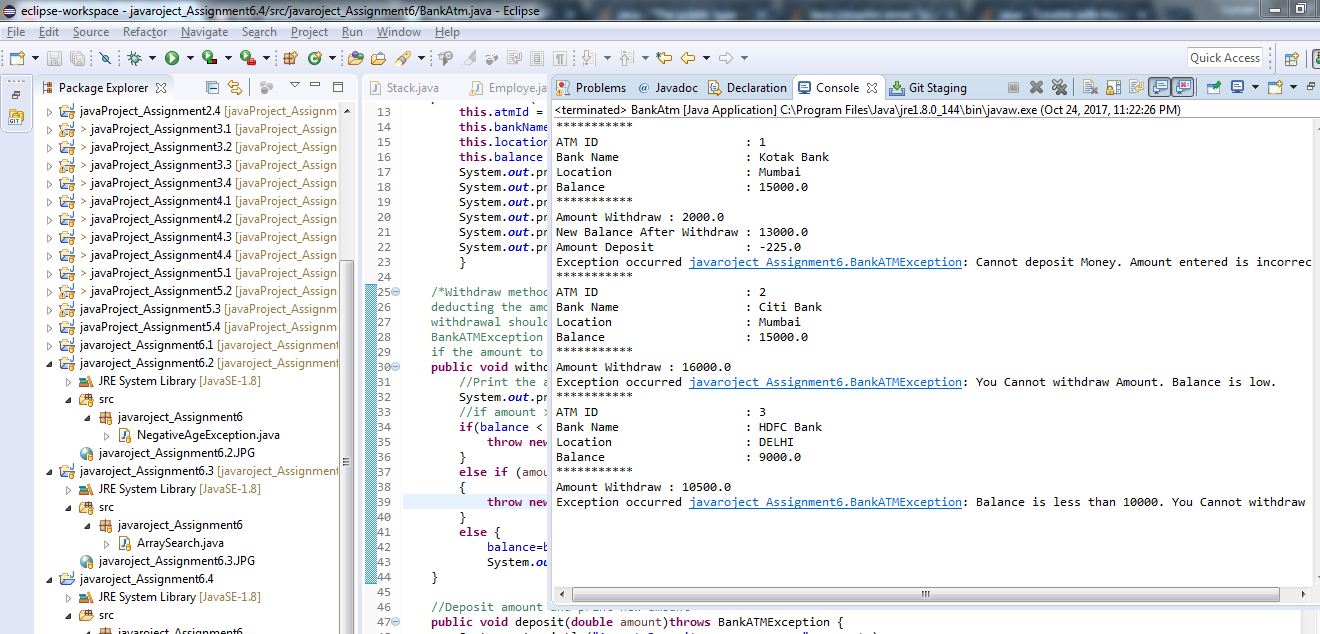 eclipse-workspace - javaroject_Assignment6.4/src/javaroject_Assignment6/BankAtm.java - Eclipse
File Edit Source Refactor Navigate Search Project Run Window Help
Quick Access
Package Explorer
javaProject_Assignment2.4 [javaProject_Assignm
> javaProject_Assignment3.1 [javaProject_Assign
> javaProject_Assignment3.2 [javaProject_Assign
> javaProject_Assignment3.3 [javaProject_Assign
> javaProject_Assignment3.4 [javaProject_Assign
> javaProject_Assignment4.1 [javaProject_Assign
> javaProject_Assignment4.2 [javaProject_Assign
> javaProject_Assignment4.3 [javaProject_Assign
> javaProject_Assignment4.4 [javaProject_Assign
> javaProject_Assignment5.1 [javaProject_Assign
> javaProject_Assignment5.2 [javaProject_Assign
javaProject_Assignment5.3 [javaProject_Assignm
javaProject_Assignment5.4 [javaProject_Assignm
javaroject_Assignment6.1 [javaroject_Assignment
javaroject_Assignment6.2 [javaroject_Assignment
JRE System Library [JavaSE-1.8]
src
javaroject_Assignment6
NegativeAgeException.java
javaroject_Assignment6.2.JPG
javaroject_Assignment6.3 [javaroject_Assignment
JRE System Library [JavaSE-1.8]
src
javaroject_Assignment6
ArraySearch.java
javaroject_Assignment6.3.JPG
javaroject_Assignment6.4
JRE System Library [JavaSE-1.8]
src
javaroject_Assignment6
Stack.java Employe.ja
13 this.atmId =
14 this.bankName
15 this.location
16 this.balance
17 System.out.pr
18 System.out.pr
19 System.out.pr
20 System.out.pr
21 System.out.pr
22 System.out.pr
23 }
24
25 /*Withdraw method
26 deducting the amo
27 withdrawal should
28 BankATMException
29 if the amount to
30 public void withd
31 //Print the a
32 System.out.pr
33 //if amount >
34 if(balance <
35 throw new
36 }
37 else if (amou
38 {
39 throw new
40 }
41 else {
42 balance=b
43 System.ou
44 }
45
46 //Deposit amount and print new amount
47 public void deposit(double amount)throws BankATMException {
Problems @ Javadoc Declaration Console Git Staging
<terminated> BankAtm [Java Application] C:\Program Files\Java\jre1.8.0_144\bin\javaw.exe (Oct 24, 2017, 11:22:26 PM)
***********
ATM ID : 1
Bank Name : Kotak Bank
Location : Mumbai
Balance : 15000.0
***********
Amount Withdraw : 2000.0
New Balance After Withdraw : 13000.0
Amount Deposit : -225.0
Exception occurred javaroject_Assignment6.BankATMException: Cannot deposit Money. Amount entered is incorrec
***********
ATM ID : 2
Bank Name : Citi Bank
Location : Mumbai
Balance : 15000.0
***********
Amount Withdraw : 16000.0
Exception occurred javaroject_Assignment6.BankATMException: You Cannot withdraw Amount. Balance is low.
***********
ATM ID : 3
Bank Name : HDFC Bank
Location : DELHI
Balance : 9000.0
***********
Amount Withdraw : 10500.0
Exception occurred javaroject_Assignment6.BankATMException: Balance is less than 10000. You Cannot withdraw